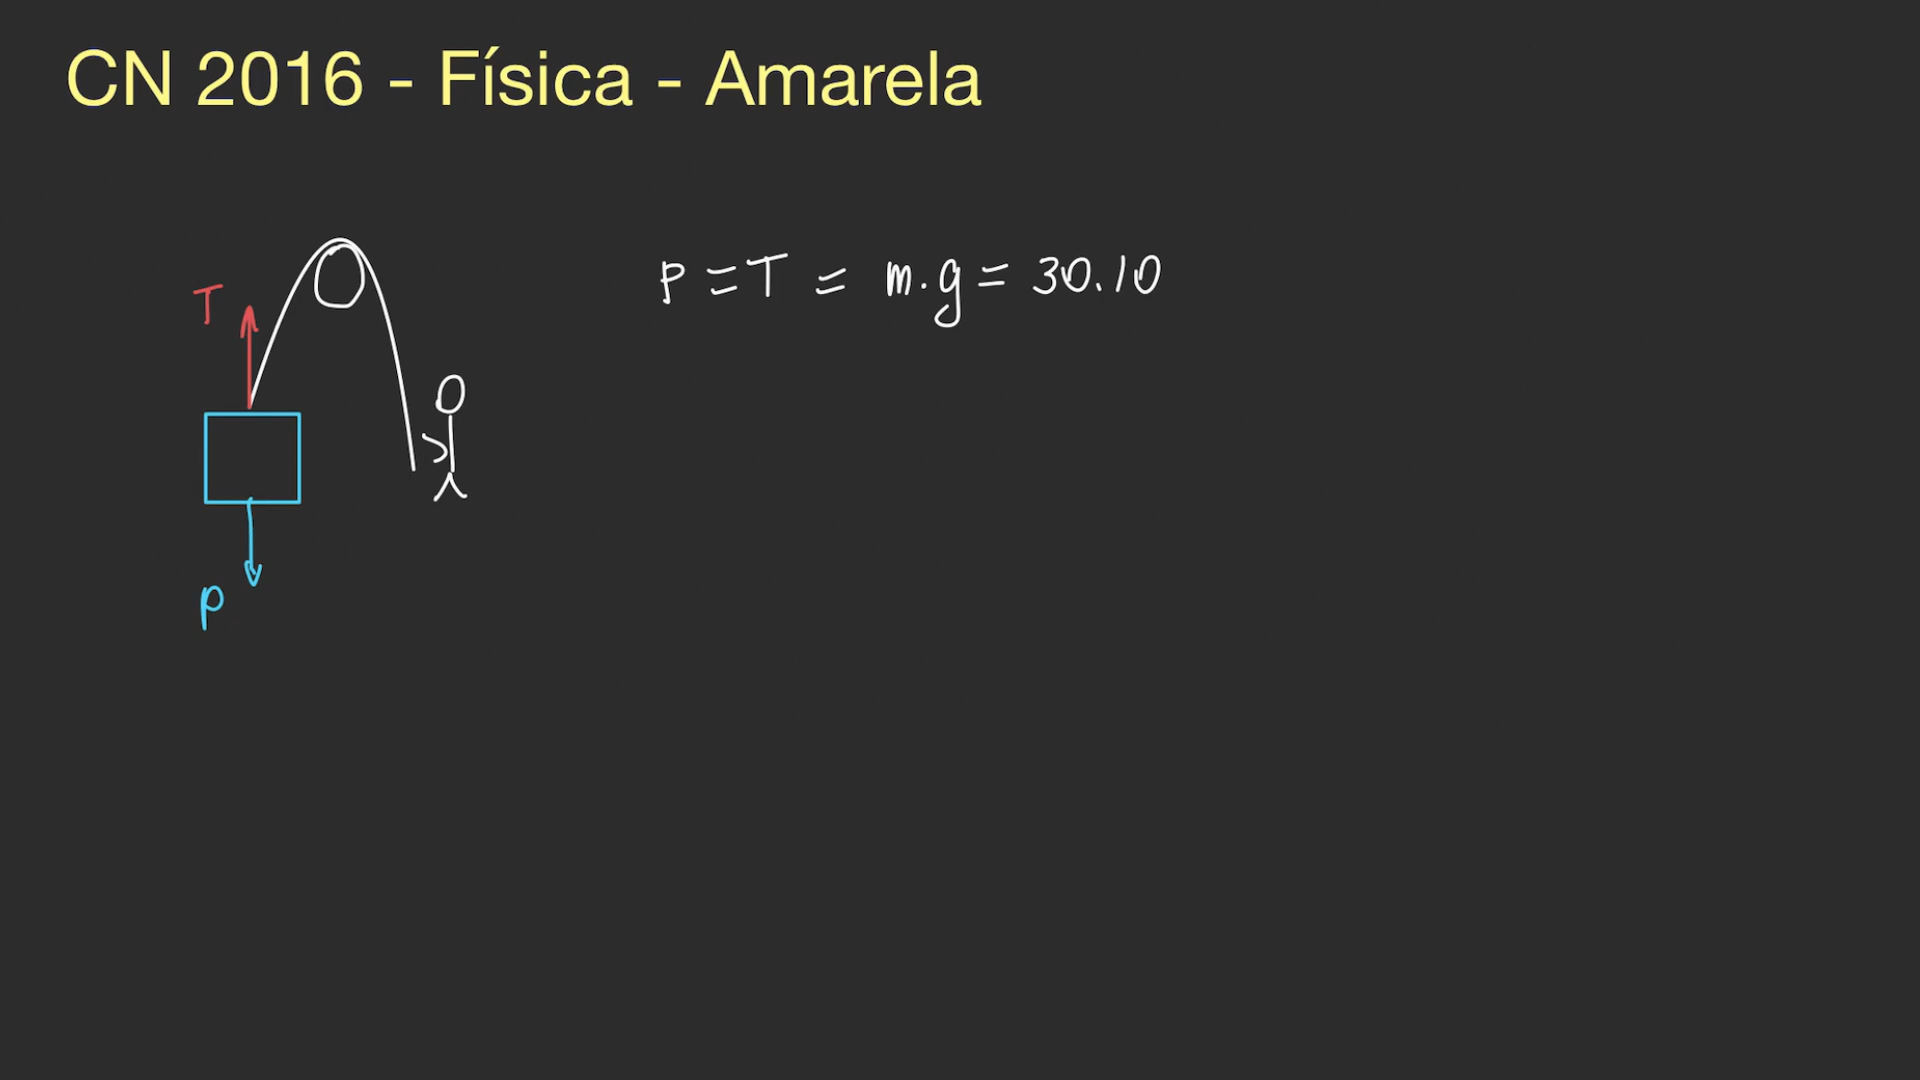 CN 2016 - Física - Amarela
T
P = T = m.g = 30.10
P